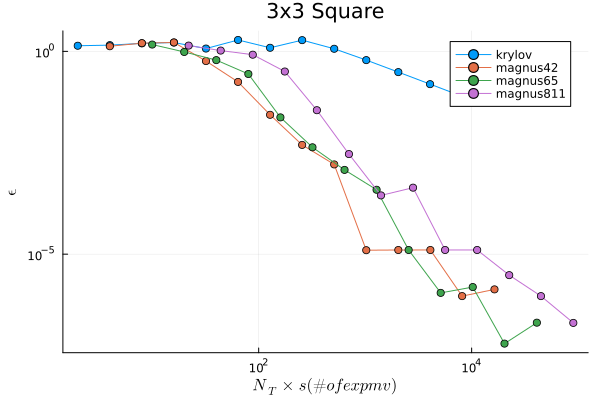 3x3 Square
10^0
10^-5
ϵ
krylov
magnus42
magnus65
magnus811
10^2
10^4
N_T × s(#ofexpmv)